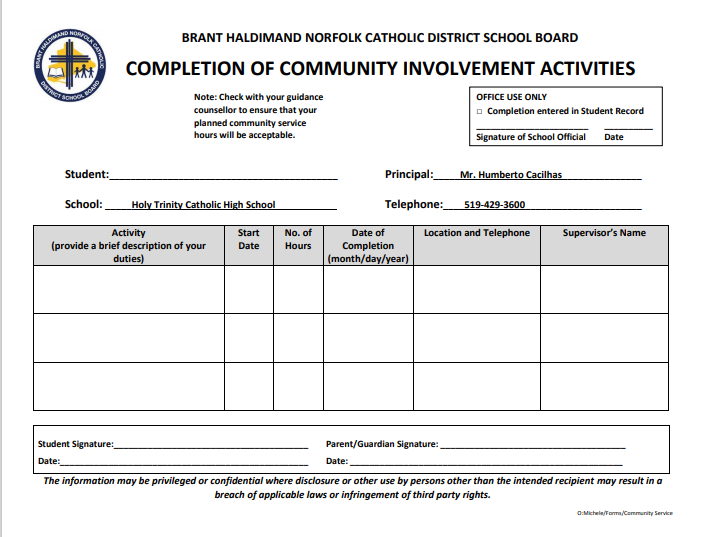 BRANT HALDIMAND NORFOLK CATHOLIC
DISTRICT SCHOOL BOARD
BRANT HALDIMAND NORFOLK CATHOLIC DISTRICT SCHOOL BOARD
COMPLETION OF COMMUNITY INVOLVEMENT ACTIVITIES
Note: Check with your guidance
counsellor to ensure that your
planned community service
hours will be acceptable.
OFFICE USE ONLY
□ Completion entered in Student Record
Signature of School Official Date
Student:
Principal: Mr. Humberto Cacilhas
School: Holy Trinity Catholic High School
Telephone: 519-429-3600
Activity
(provide a brief description of your
duties)
Start
Date
No. of
Hours
Date of
Completion
(month/day/year)
Location and Telephone
Supervisor's Name
Student Signature: Parent/Guardian Signature:
Date: Date:
The information may be privileged or confidential where disclosure or other use by persons other than the intended recipient may result in a
breach of applicable laws or infringement of third party rights.
O:Michele/Forms/Community Service